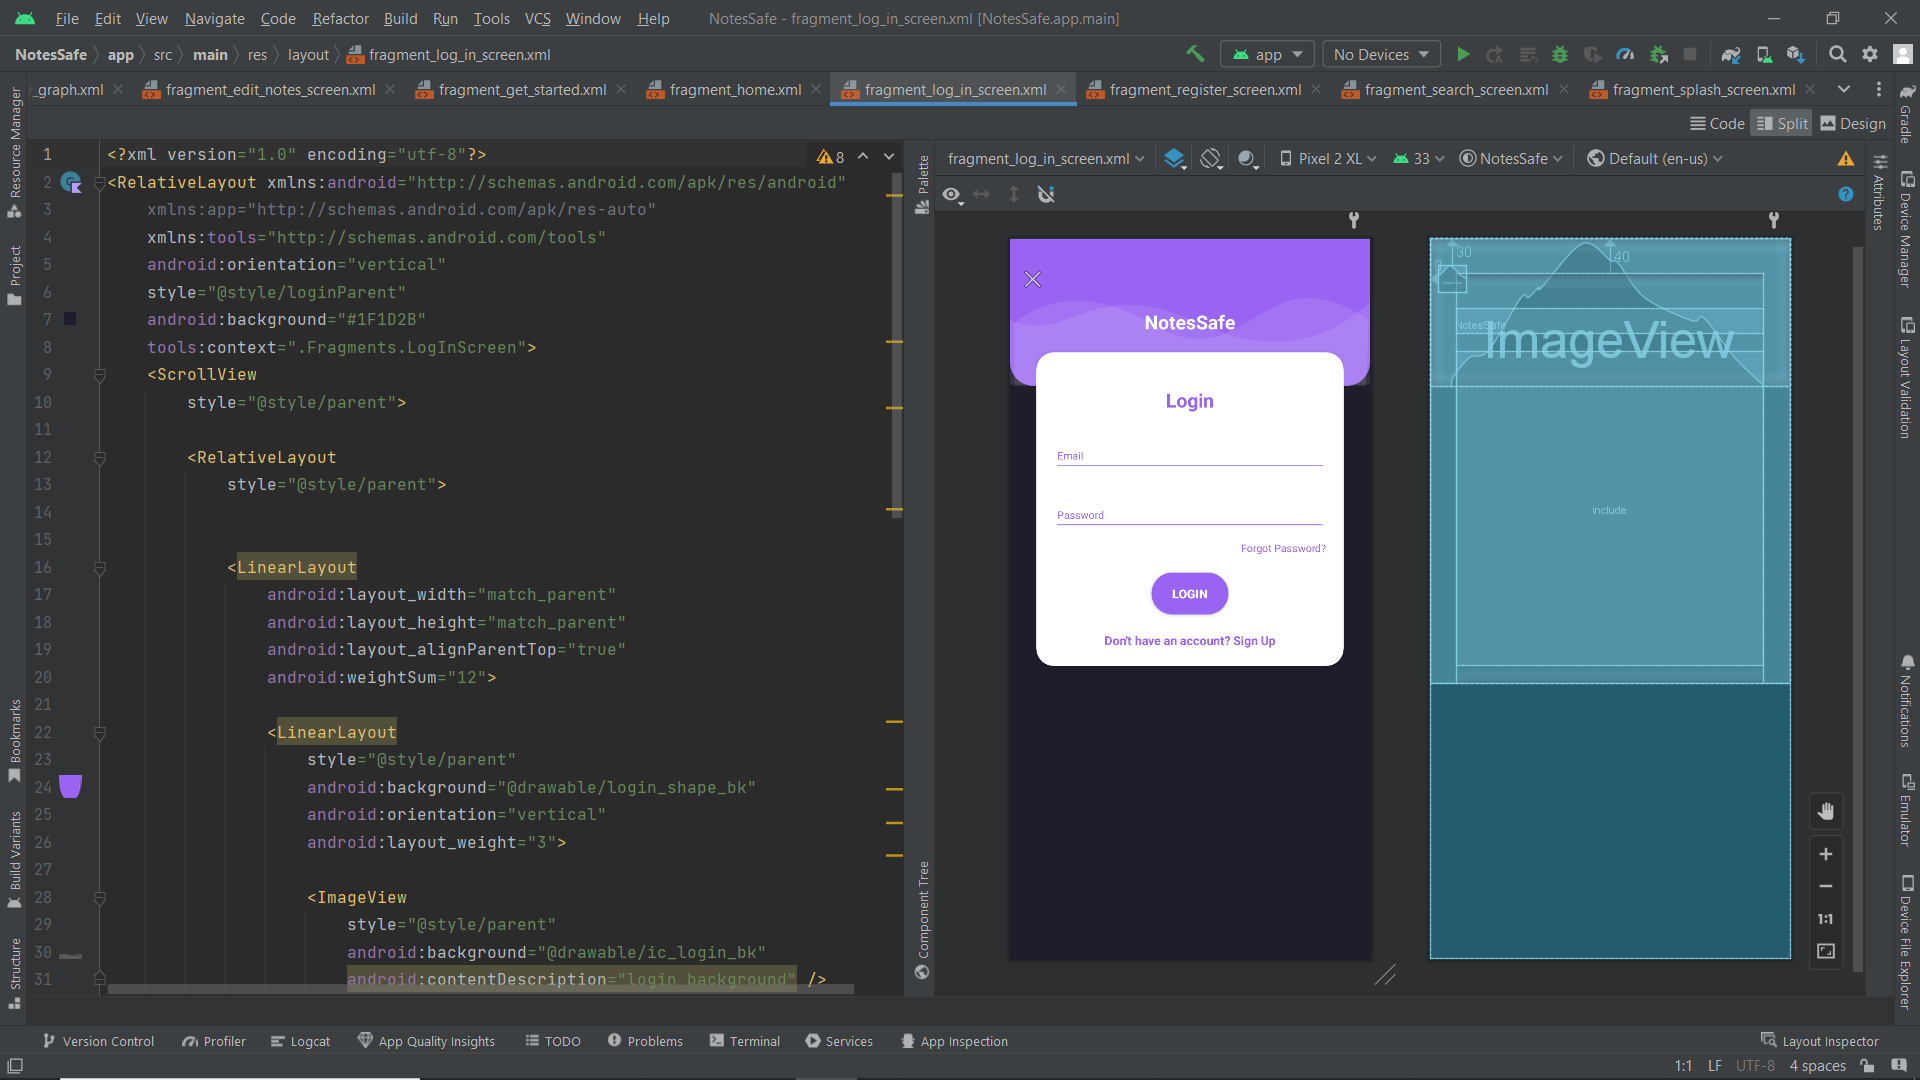 File Edit View Navigate Code Refactor Build Run Tools VCS Window Help NotesSafe - fragment_log_in_screen.xml [NotesSafe.app.main]
NotesSafe app src main res layout fragment_log_in_screen.xml app No Devices
_graph.xml fragment_edit_notes_screen.xml fragment_get_started.xml fragment_home.xml fragment_log_in_screen.xml fragment_register_screen.xml fragment_search_screen.xml fragment_splash_screen.xml
Code Split Design
Resource Manager
Project
Bookmarks
Build Variants
Structure
1 <?xml version="1.0" encoding="utf-8"?>
2 <RelativeLayout xmlns:android="http://schemas.android.com/apk/res/android"
3 xmlns:app="http://schemas.android.com/apk/res-auto"
4 xmlns:tools="http://schemas.android.com/tools"
5 android:orientation="vertical"
6 style="@style/loginParent"
7 android:background="#1F1D2B"
8 tools:context=".Fragments.LogInScreen">
9 <ScrollView
10 style="@style/parent">
11
12 <RelativeLayout
13 style="@style/parent">
14
15
16 <LinearLayout
17 android:layout_width="match_parent"
18 android:layout_height="match_parent"
19 android:layout_alignParentTop="true"
20 android:weightSum="12">
21
22 <LinearLayout
23 style="@style/parent"
24 android:background="@drawable/login_shape_bk"
25 android:orientation="vertical"
26 android:layout_weight="3">
27
28 <ImageView
29 style="@style/parent"
30 android:background="@drawable/ic_login_bk"
31 android:contentDescription="login background" />
8
Palette
Component Tree
fragment_log_in_screen.xml Pixel 2 XL 33 NotesSafe Default (en-us)
NotesSafe
Login
Email
Password
Forgot Password?
LOGIN
Don't have an account? Sign Up
30
40
NotesSafe
ImageView
include
1:1
Attributes
Gradle
Device Manager
Layout Validation
Notifications
Emulator
Device File Explorer
Version Control Profiler Logcat App Quality Insights TODO Problems Terminal Services App Inspection Layout Inspector
1:1 LF UTF-8 4 spaces